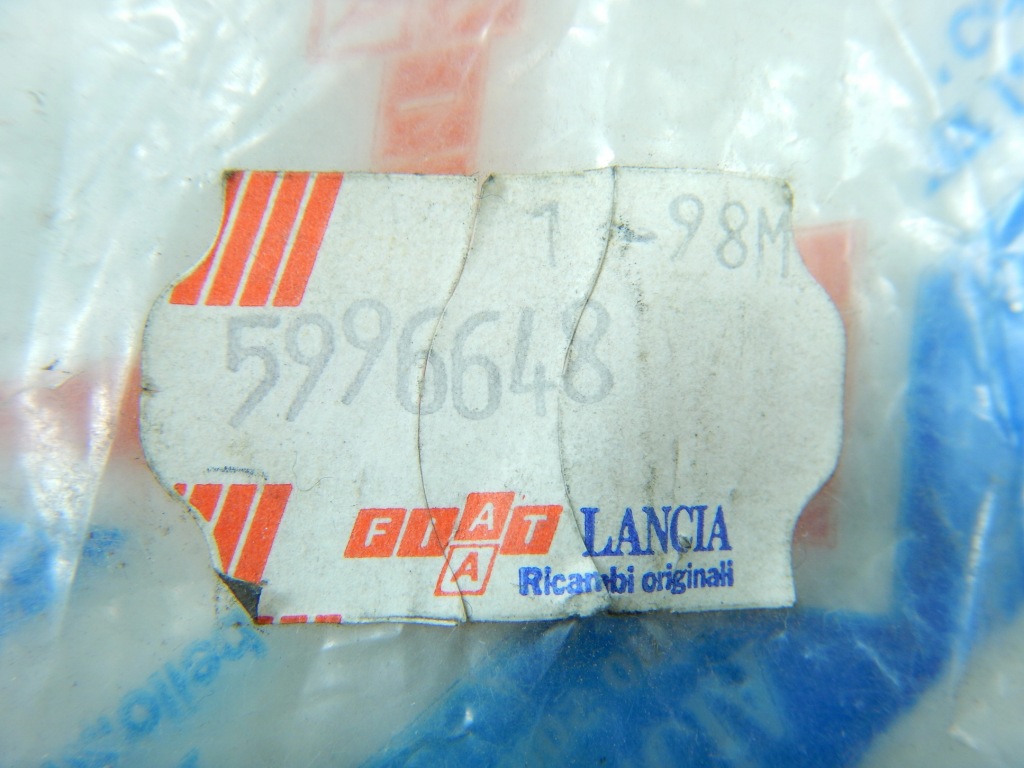 1 -98M
5996648
FIAT LANCIA
A Ricambi originali